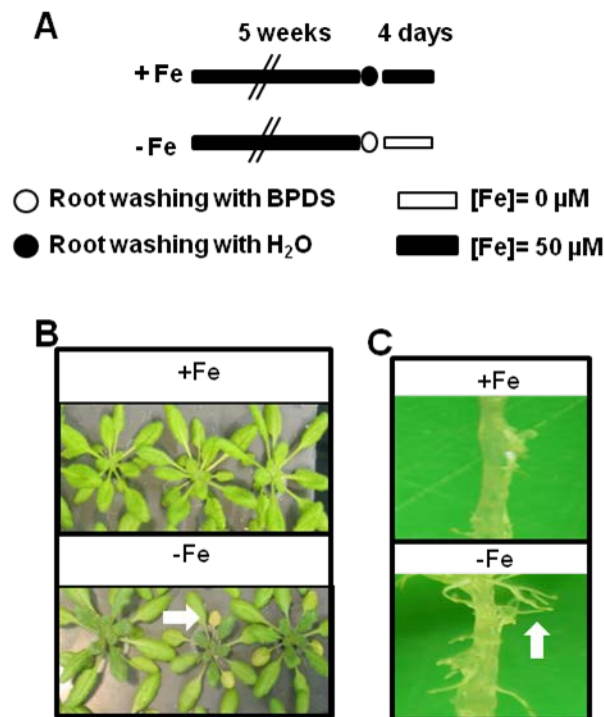 A
5 weeks 4 days
+ Fe
- Fe
Root washing with BPDS [Fe]= 0 µM
Root washing with H₂O [Fe]= 50 µM
B
+Fe
-Fe
C
+Fe
-Fe